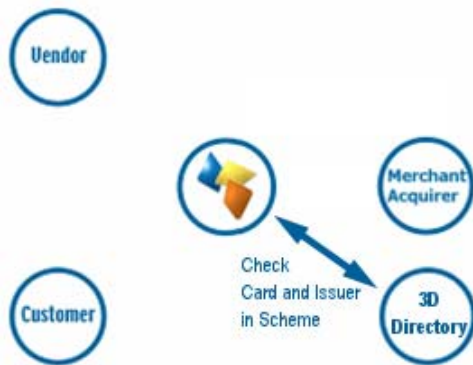 Vendor
Merchant
Acquirer
Check
Card and Issuer
in Scheme
Customer
3D
Directory